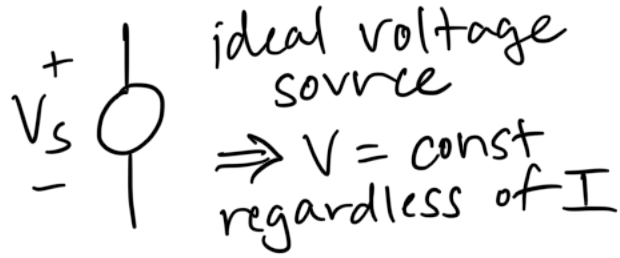 +
Vs
−
ideal voltage
source
⇒ V = const
regardless of I